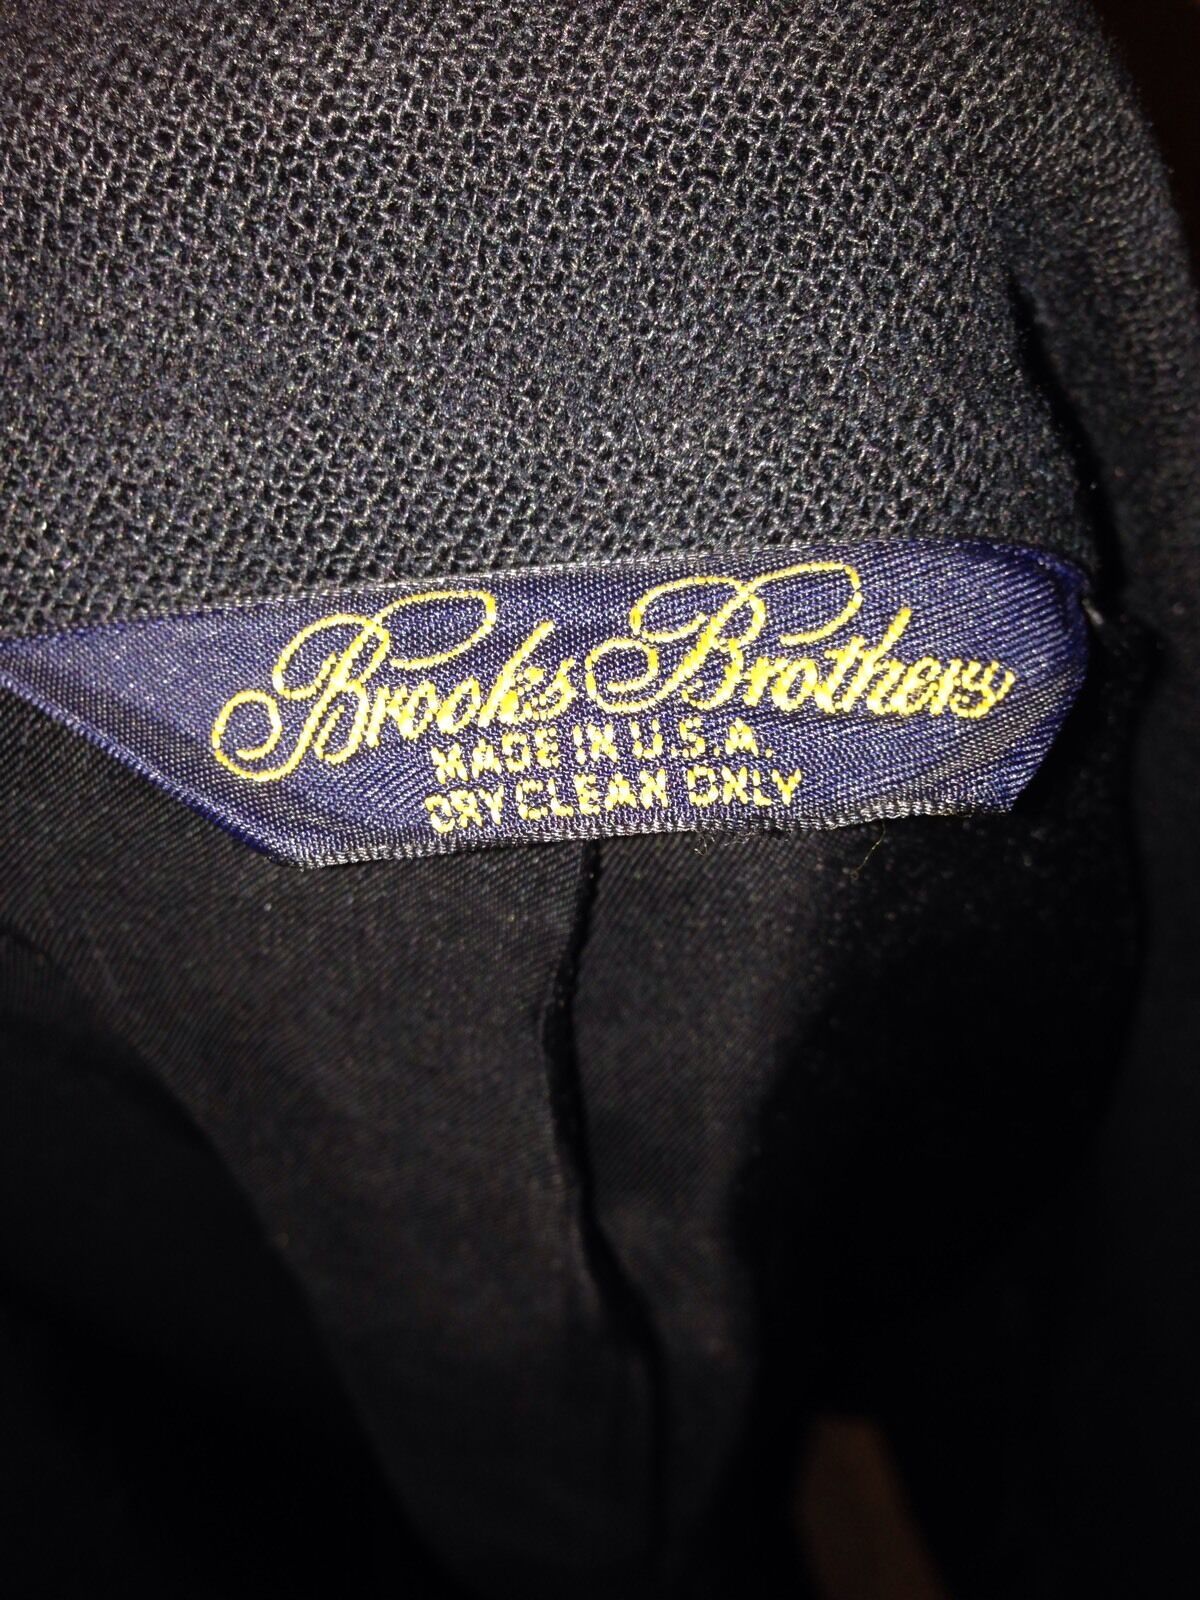 Brooks Brothers
MADE IN U.S.A.
DRY CLEAN ONLY